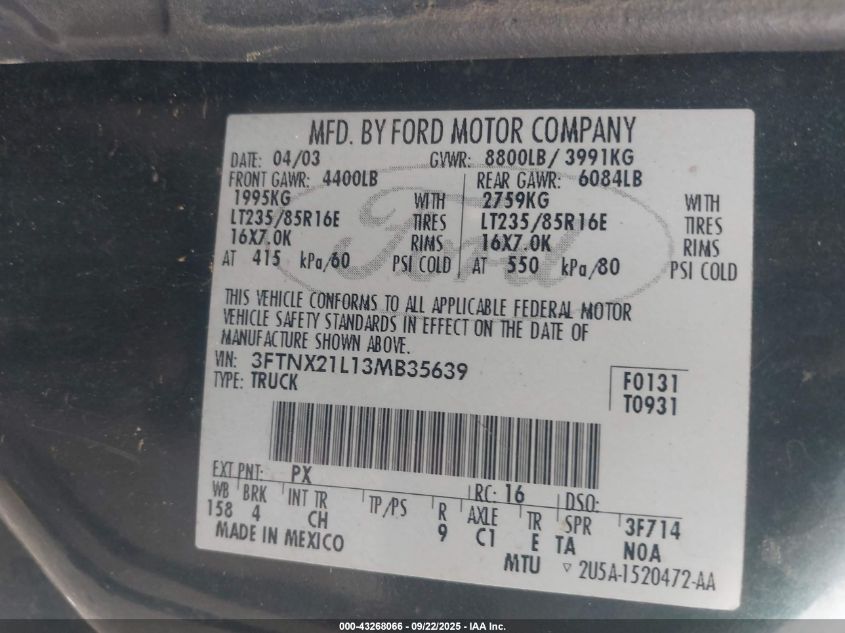 MFD. BY FORD MOTOR COMPANY
DATE: 04/03 GVWR: 8800LB/ 3991KG
FRONT GAWR: 4400LB REAR GAWR: 6084LB
1995KG WITH 2759KG WITH
LT235/85R16E TIRES LT235/85R16E TIRES
16X7.0K RIMS 16X7.0K RIMS
AT 415 kPa/60 PSI COLD AT 550 kPa/80 PSI COLD
Ford
THIS VEHICLE CONFORMS TO ALL APPLICABLE FEDERAL MOTOR
VEHICLE SAFETY STANDARDS IN EFFECT ON THE DATE OF
MANUFACTURE SHOWN ABOVE.
VIN: 3FTNX21L13MB35639
TYPE: TRUCK
F0131
T0931
EXT PNT: PX RC: 16 DSO:
WB BRK INT TR TP/PS R AXLE TR SPR 3F714
158 4 CH 9 C1 E TA N0A
MADE IN MEXICO MTU ▽ 2U5A-1520472-AA
000-43268066 - 09/22/2025 - IAA Inc.